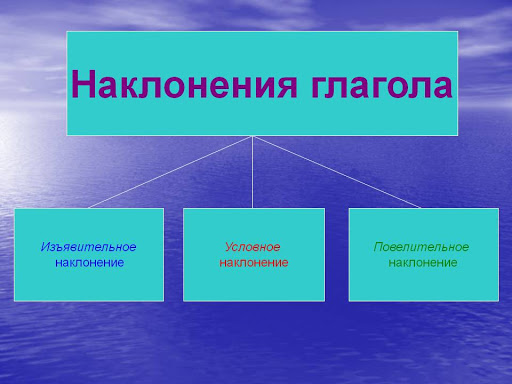 Наклонения глагола
Изъявительное
наклонение
Условное
наклонение
Повелительное
наклонение